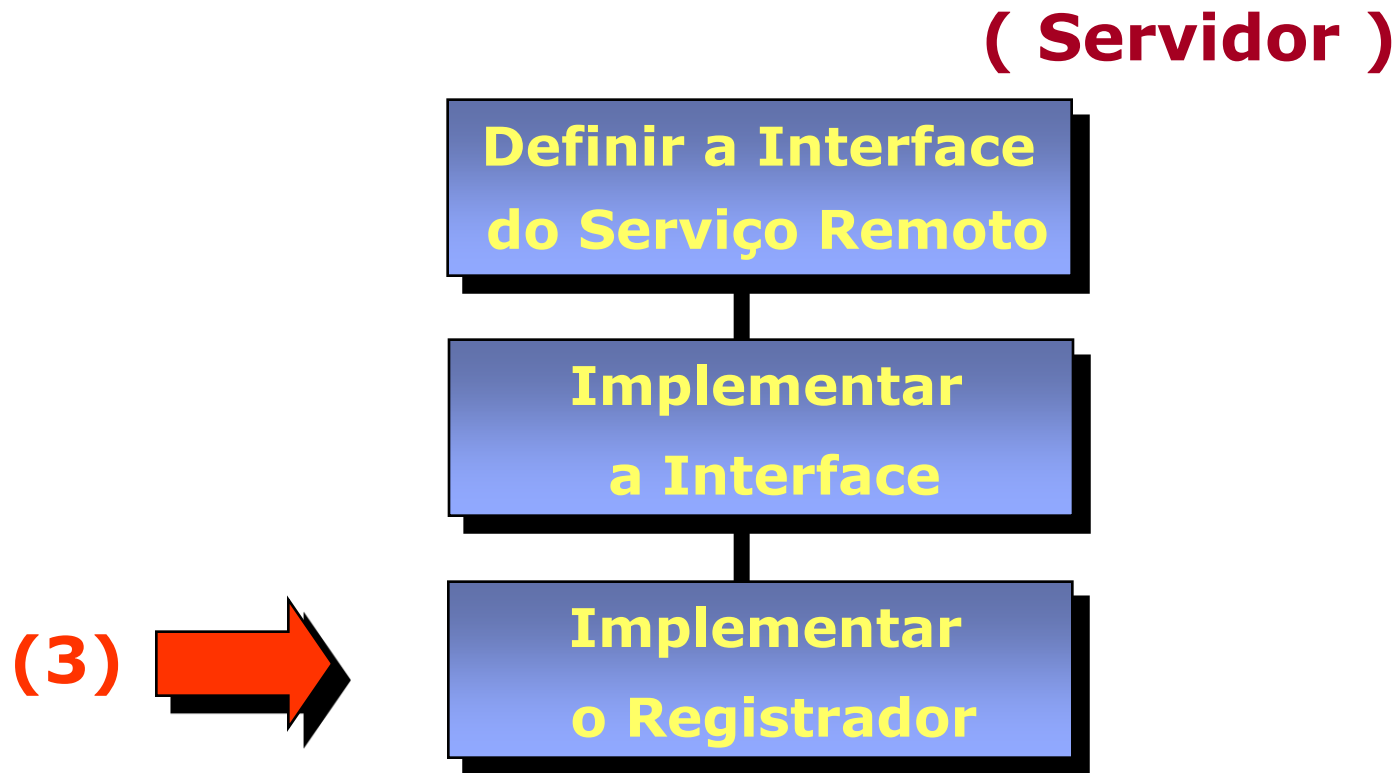 ( Servidor )
Definir a Interface
do Serviço Remoto
Implementar
a Interface
(3)
Implementar
o Registrador